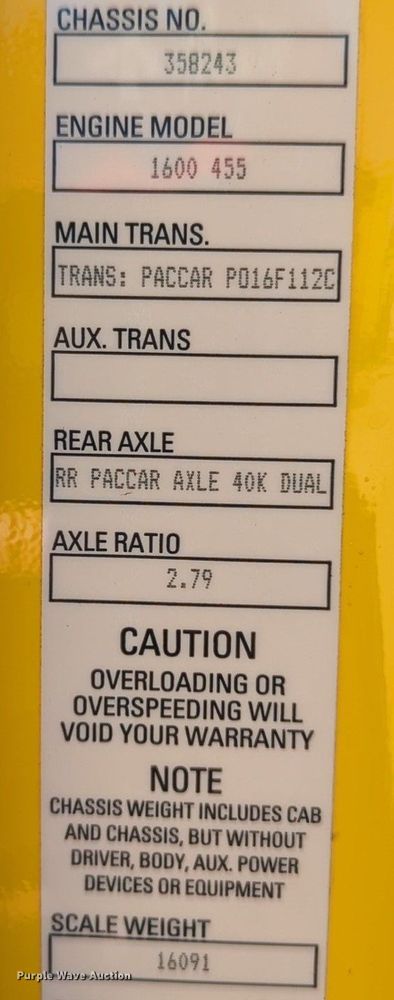 CHASSIS NO.
358243
ENGINE MODEL
1600 455
MAIN TRANS.
TRANS: PACCAR PO16F112C
AUX. TRANS
REAR AXLE
RR PACCAR AXLE 40K DUAL
AXLE RATIO
2.79
CAUTION
OVERLOADING OR
OVERSPEEDING WILL
VOID YOUR WARRANTY
NOTE
CHASSIS WEIGHT INCLUDES CAB
AND CHASSIS, BUT WITHOUT
DRIVER, BODY, AUX. POWER
DEVICES OR EQUIPMENT
SCALE WEIGHT
16091
Purple Wave Auction